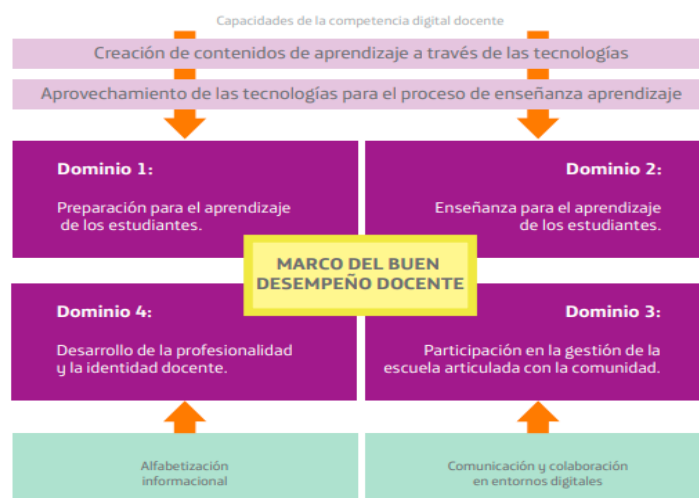 Capacidades de la competencia digital docente
Creación de contenidos de aprendizaje a través de las tecnologías
Aprovechamiento de las tecnologías para el proceso de enseñanza aprendizaje
Dominio 1:
Preparación para el aprendizaje
de los estudiantes.
Dominio 2:
Enseñanza para el aprendizaje
de los estudiantes.
MARCO DEL BUEN
DESEMPEÑO DOCENTE
Dominio 4:
Desarrollo de la profesionalidad
y la identidad docente.
Dominio 3:
Participación en la gestión de la
escuela articulada con la comunidad.
Alfabetización
informacional
Comunicación y colaboración
en entornos digitales